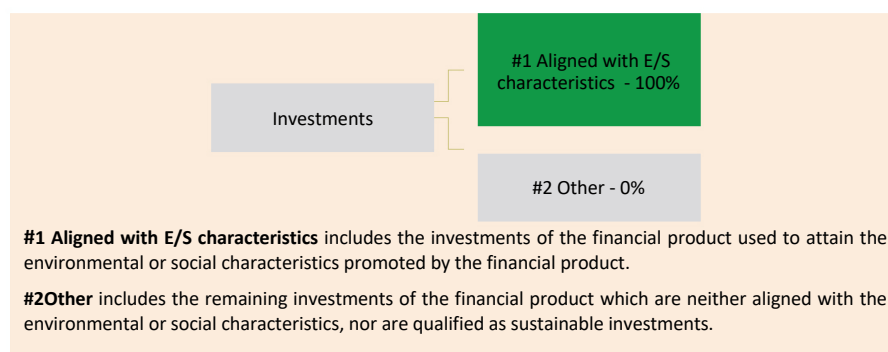 #1 Aligned with E/S
characteristics - 100%
Investments
#2 Other - 0%
#1 Aligned with E/S characteristics includes the investments of the financial product used to attain the
environmental or social characteristics promoted by the financial product.
#2Other includes the remaining investments of the financial product which are neither aligned with the
environmental or social characteristics, nor are qualified as sustainable investments.